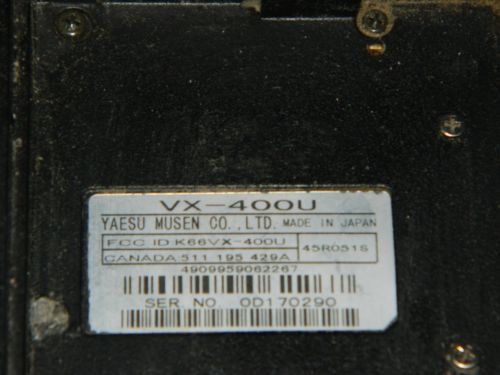 VX-400U
YAESU MUSEN CO., LTD. MADE IN JAPAN
FCC ID K66VX-400U
45R051S
CANADA:511 195 429A
4909959062267
SER NO. 0D170290